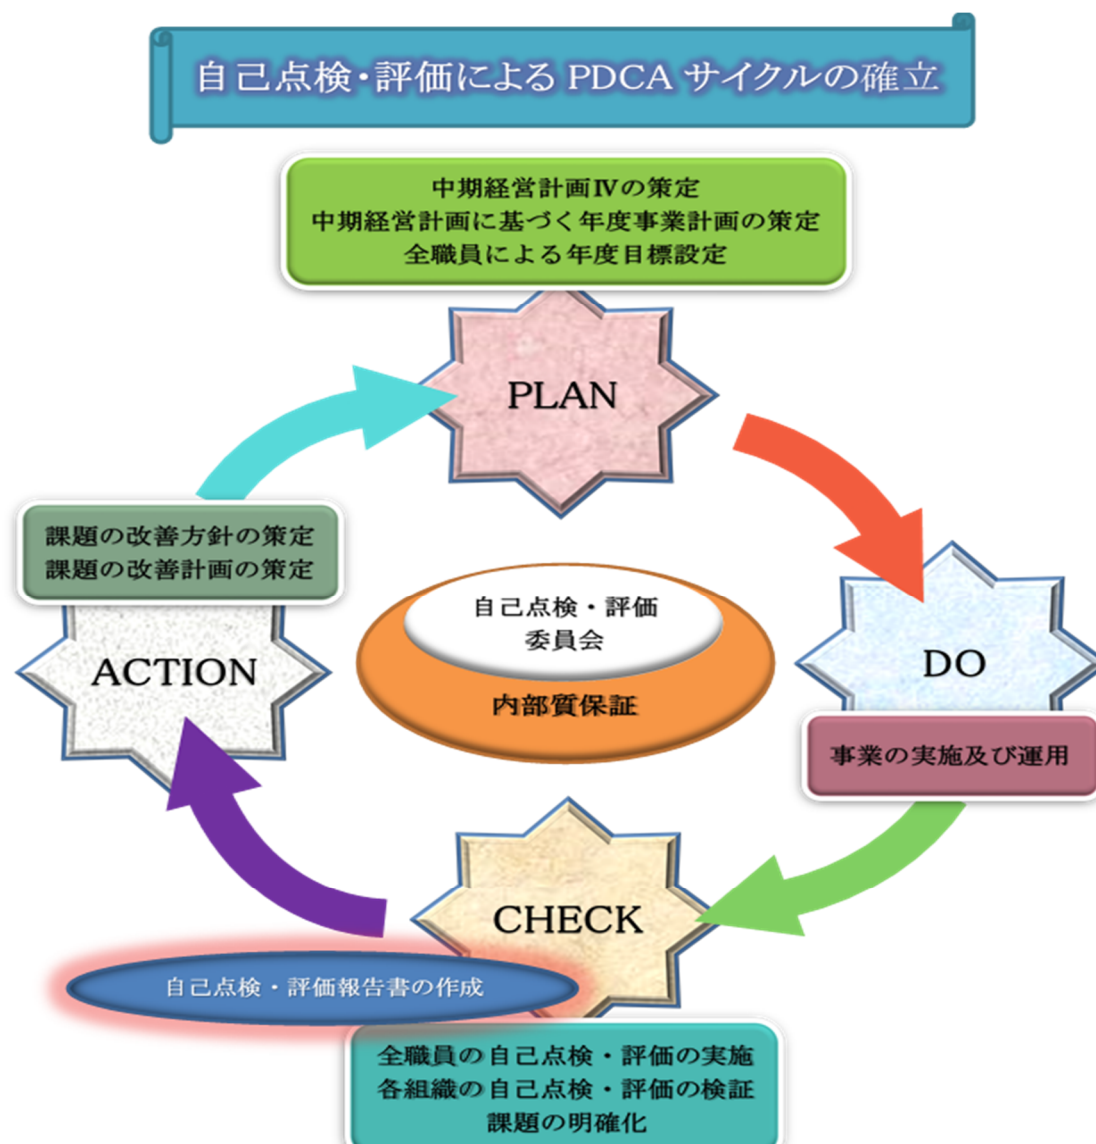 自己点検・評価による PDCA サイクルの確立
中期経営計画Ⅳの策定
中期経営計画に基づく年度事業計画の策定
全職員による年度目標設定
PLAN
課題の改善方針の策定
課題の改善計画の策定
ACTION
自己点検・評価
委員会
内部質保証
DO
事業の実施及び運用
CHECK
自己点検・評価報告書の作成
全職員の自己点検・評価の実施
各組織の自己点検・評価の検証
課題の明確化